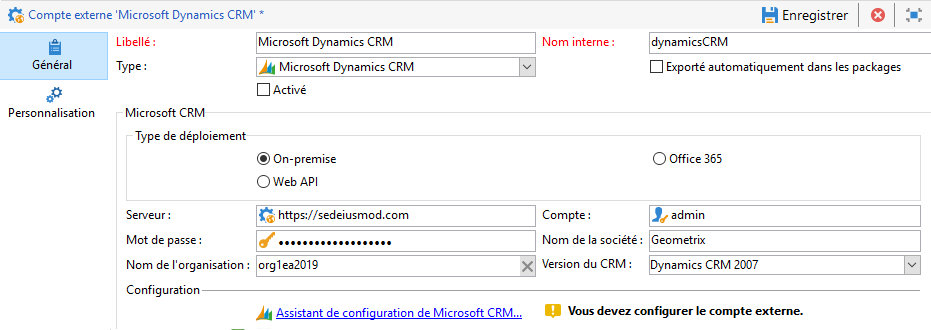 Compte externe 'Microsoft Dynamics CRM' *
Enregistrer
Général
Personnalisation
Libellé :
Microsoft Dynamics CRM
Nom interne :
dynamicsCRM
Type :
Microsoft Dynamics CRM
Exporté automatiquement dans les packages
Activé
Microsoft CRM
Type de déploiement
On-premise
Office 365
Web API
Serveur :
https://sedeiusmod.com
Compte :
admin
Mot de passe :
•••••••••••••••••••
Nom de la société :
Geometrix
Nom de l'organisation :
org1ea2019
Version du CRM :
Dynamics CRM 2007
Configuration
Assistant de configuration de Microsoft CRM...
Vous devez configurer le compte externe.